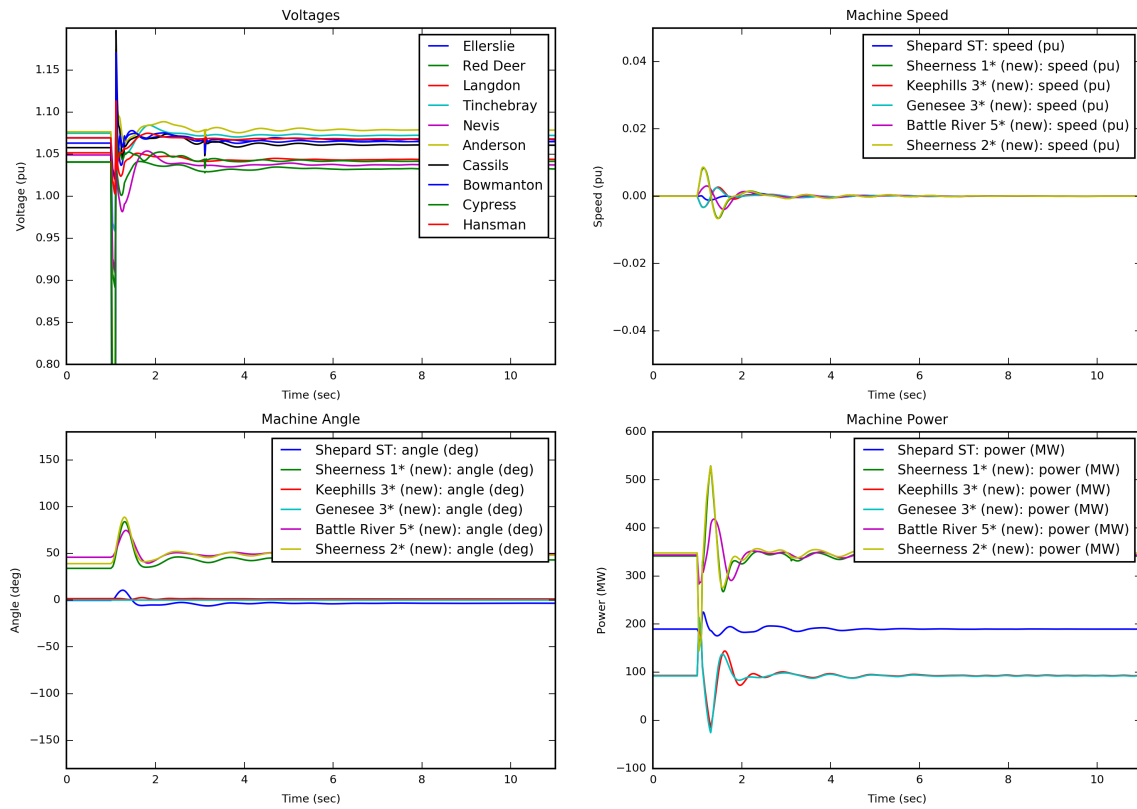 Voltages
1.15
1.10
1.05
1.00
0.95
0.90
0.85
0.80
Voltage (pu)
0
2
4
6
8
10
Time (sec)
Ellerslie
Red Deer
Langdon
Tinchebray
Nevis
Anderson
Cassils
Bowmanton
Cypress
Hansman
Machine Speed
0.04
0.02
0.00
−0.02
−0.04
Speed (pu)
0
2
4
6
8
10
Time (sec)
Shepard ST: speed (pu)
Sheerness 1* (new): speed (pu)
Keephills 3* (new): speed (pu)
Genesee 3* (new): speed (pu)
Battle River 5* (new): speed (pu)
Sheerness 2* (new): speed (pu)
Machine Angle
150
100
50
0
−50
−100
−150
Angle (deg)
0
2
4
6
8
10
Time (sec)
Shepard ST: angle (deg)
Sheerness 1* (new): angle (deg)
Keephills 3* (new): angle (deg)
Genesee 3* (new): angle (deg)
Battle River 5* (new): angle (deg)
Sheerness 2* (new): angle (deg)
Machine Power
600
500
400
300
200
100
0
−100
Power (MW)
0
2
4
6
8
10
Time (sec)
Shepard ST: power (MW)
Sheerness 1* (new): power (MW)
Keephills 3* (new): power (MW)
Genesee 3* (new): power (MW)
Battle River 5* (new): power (MW)
Sheerness 2* (new): power (MW)